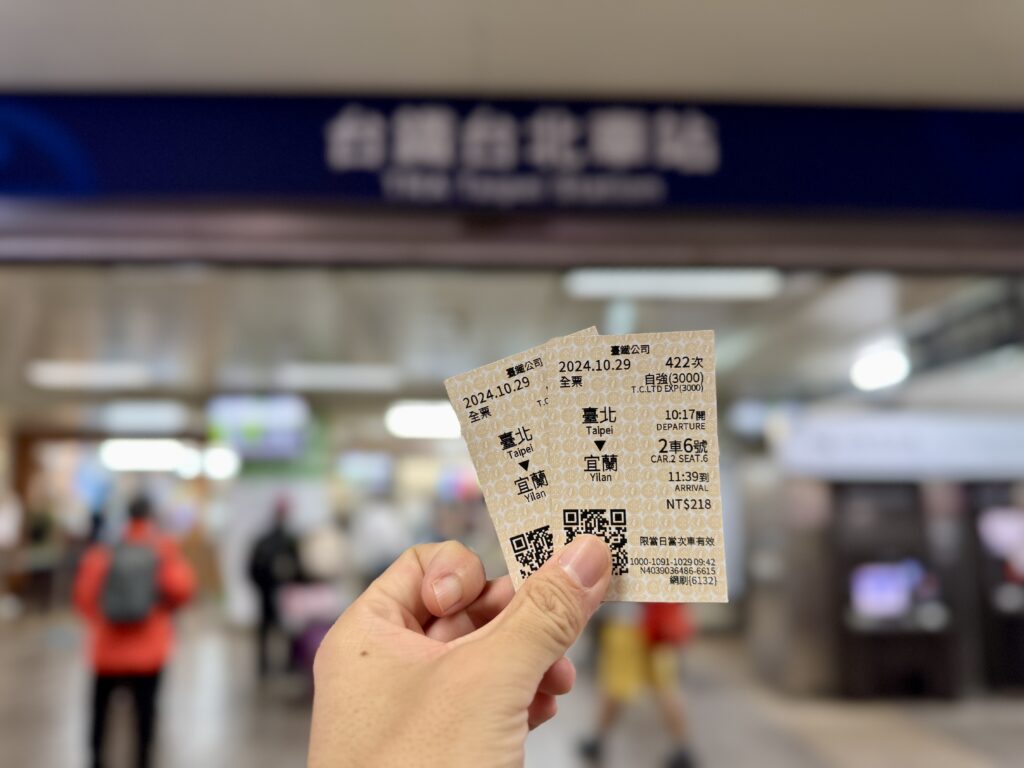 台鐵台北車站
TRA Taipei Station
臺鐵公司
2024.10.29
全票
T.C
臺北
Taipei
▼
宜蘭
Yilan
臺鐵公司
2024.10.29 422次
全票 自強(3000)
T.C.LTD EXP(3000)
臺北 10:17開
Taipei DEPARTURE
▼ 2車6號
宜蘭 CAR.2 SEAT.6
Yilan 11:39到
ARRIVAL
NT$218
限當日當次車有效
1000-1091-1029 09:42
N4039036486-6615
網刷{6132}